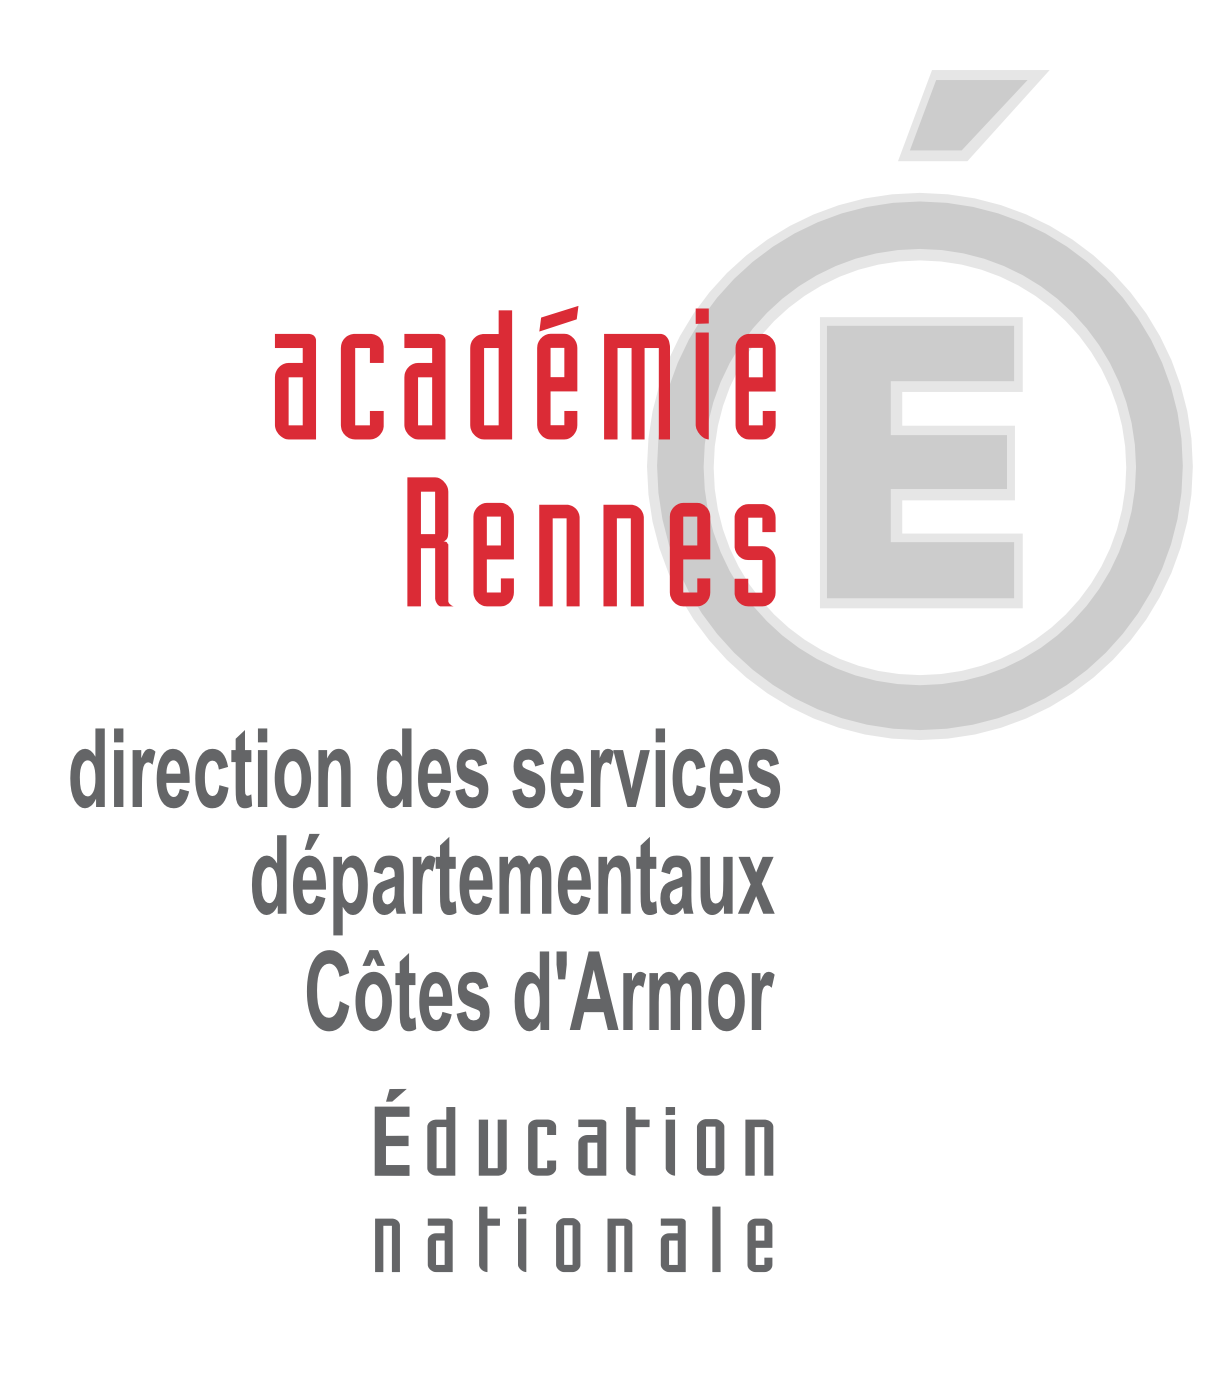 É
académie
Rennes
direction des services
départementaux
Côtes d'Armor
Éducation
nationale